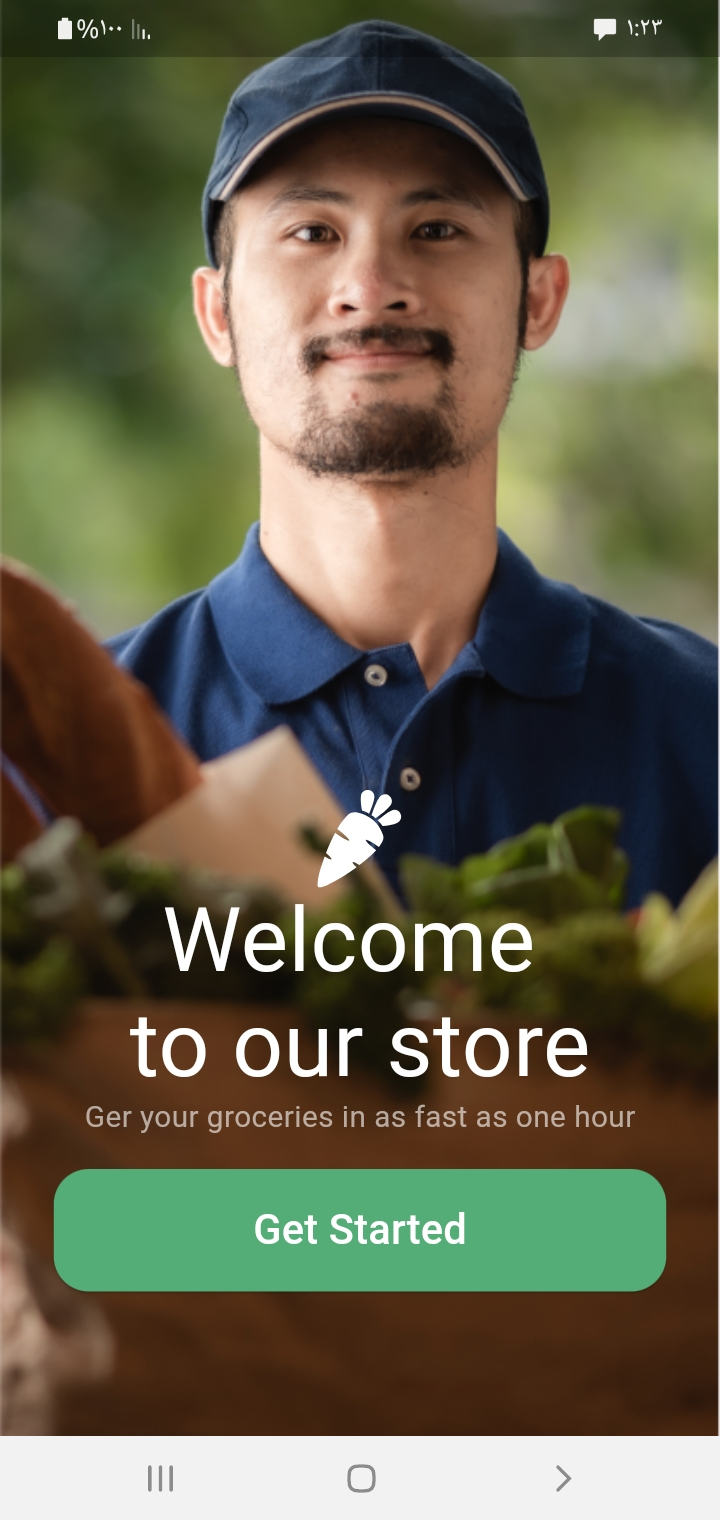 %١٠٠
١:٢٣
Welcome
to our store
Ger your groceries in as fast as one hour
Get Started